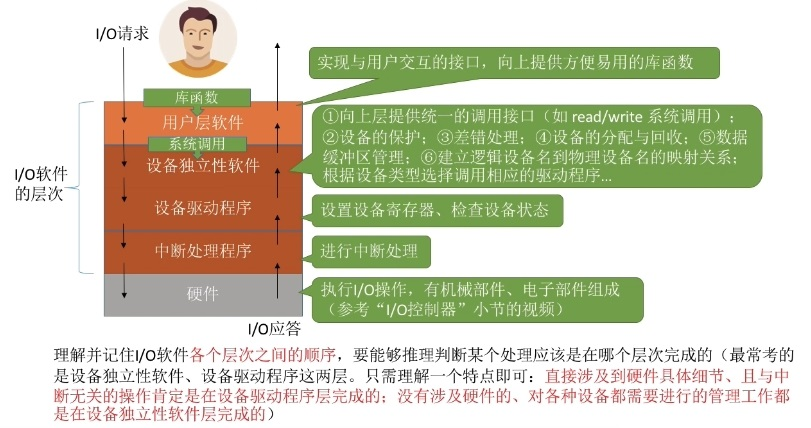 I/O请求
实现与用户交互的接口，向上提供方便易用的库函数
库函数
用户层软件
①向上层提供统一的调用接口（如 read/write 系统调用）；
②设备的保护；③差错处理；④设备的分配与回收；⑤数据
缓冲区管理；⑥建立逻辑设备名到物理设备名的映射关系；
根据设备类型选择调用相应的驱动程序...
系统调用
设备独立性软件
I/O软件
的层次
设备驱动程序
设置设备寄存器、检查设备状态
中断处理程序
进行中断处理
硬件
执行I/O操作，有机械部件、电子部件组成
（参考“I/O控制器”小节的视频）
I/O应答
理解并记住I/O软件各个层次之间的顺序，要能够推理判断某个处理应该是在哪个层次完成的（最常考的
是设备独立性软件、设备驱动程序这两层。只需理解一个特点即可：直接涉及到硬件具体细节、且与中
断无关的操作肯定是在设备驱动程序层完成的；没有涉及硬件的、对各种设备都需要进行的管理工作都
是在设备独立性软件层完成的）